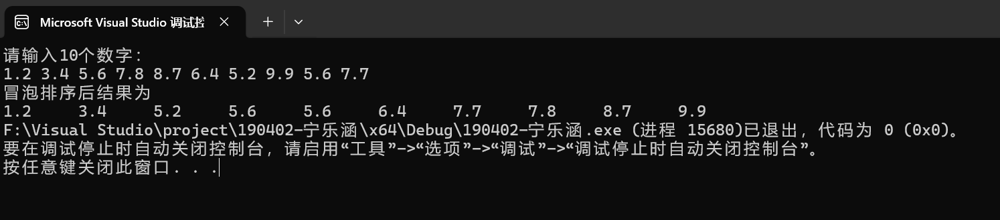 Microsoft Visual Studio 调试控
请输入10个数字：
1.2 3.4 5.6 7.8 8.7 6.4 5.2 9.9 5.6 7.7
冒泡排序后结果为
1.2     3.4     5.2     5.6     5.6     6.4     7.7     7.8     8.7     9.9
F:\Visual Studio\project\190402-宁乐涵\x64\Debug\190402-宁乐涵.exe (进程 15680)已退出，代码为 0 (0x0)。
要在调试停止时自动关闭控制台，请启用“工具”->“选项”->“调试”->“调试停止时自动关闭控制台”。
按任意键关闭此窗口. . .